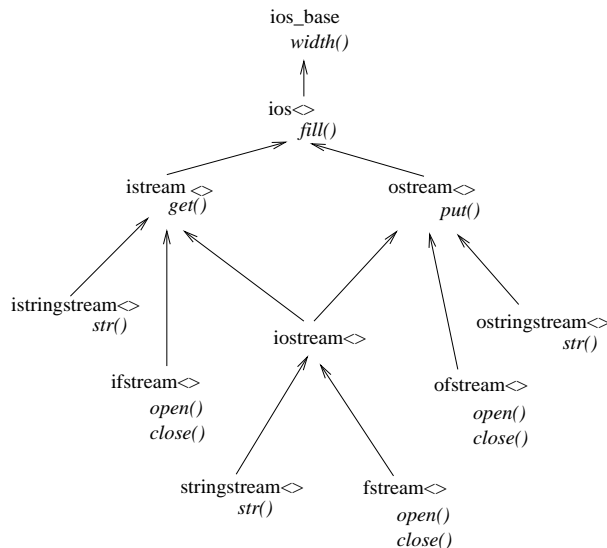 ios_base
width()
ios<>
fill()
istream <>
get()
ostream<>
put()
istringstream<>
str()
iostream<>
ostringstream<>
str()
ifstream<>
open()
close()
ofstream<>
open()
close()
stringstream<>
str()
fstream<>
open()
close()